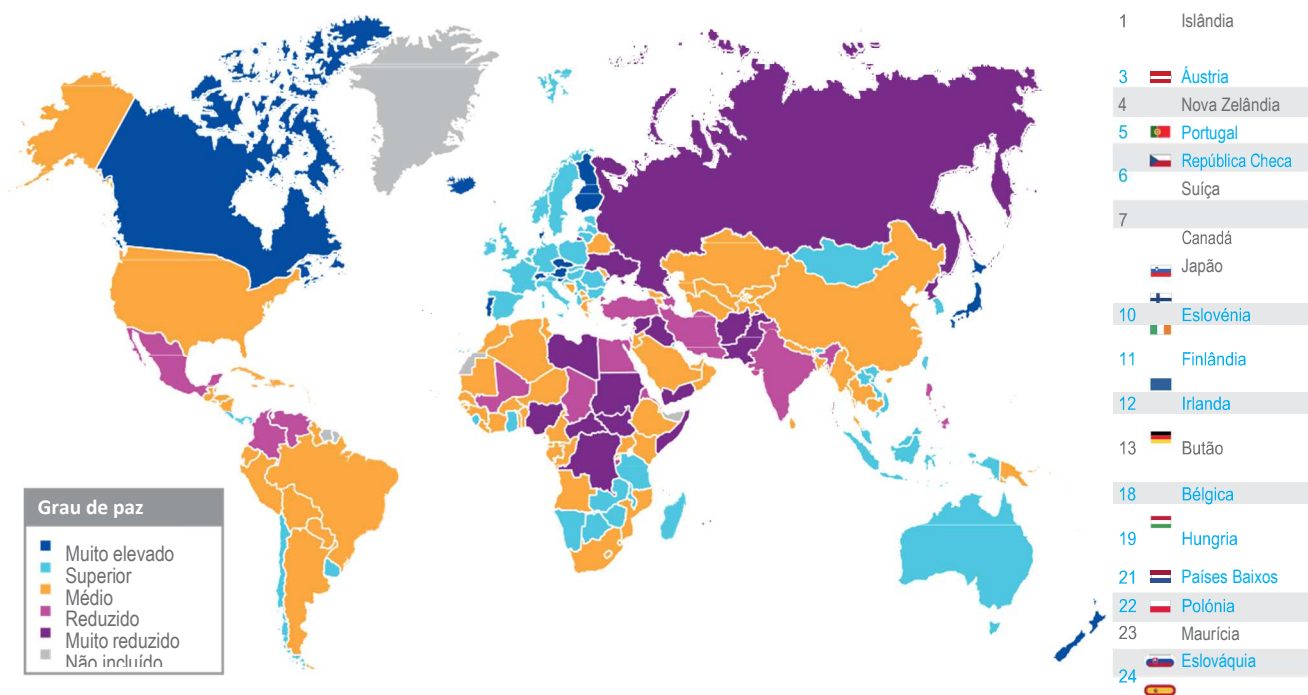 Grau de paz
Muito elevado
Superior
Médio
Reduzido
Muito reduzido
Não incluído
1 Islândia
3 Áustria
4 Nova Zelândia
5 Portugal
República Checa
6
Suíça
7
Canadá
Japão
10 Eslovénia
11 Finlândia
12 Irlanda
13 Butão
18 Bélgica
19 Hungria
21 Países Baixos
22 Polónia
23 Maurícia
Eslováquia
24